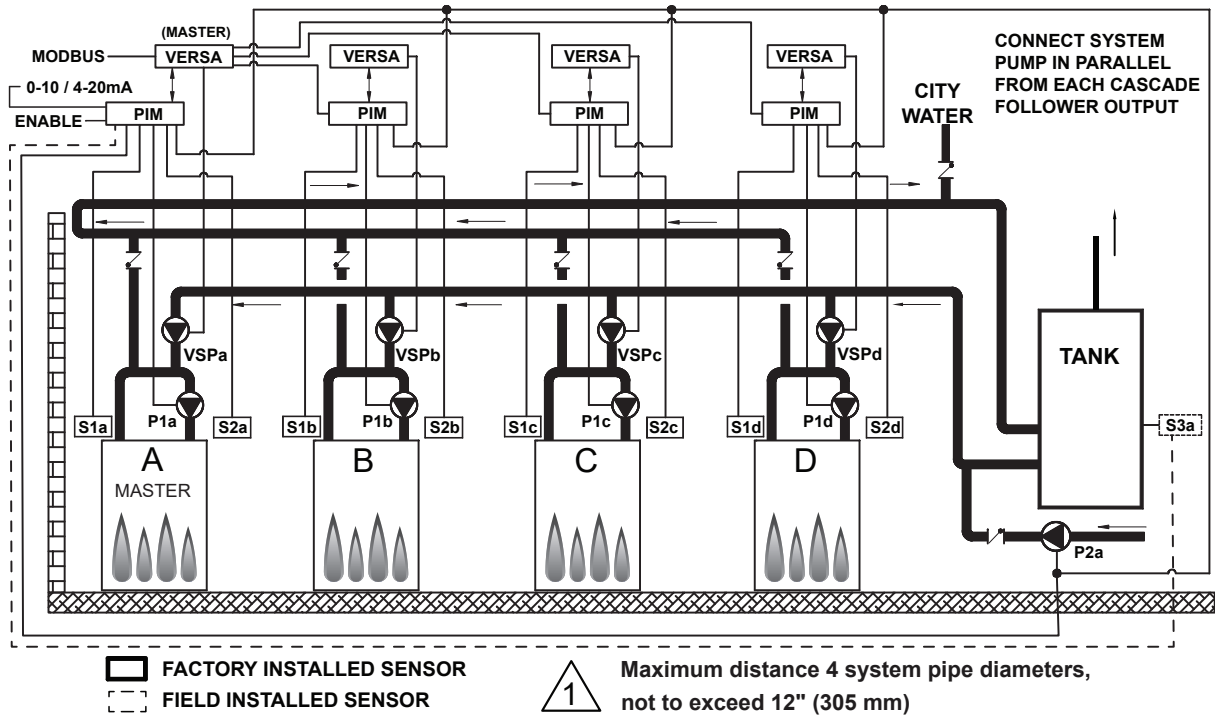 (MASTER)
MODBUS
VERSA
VERSA
VERSA
VERSA
CONNECT SYSTEM
PUMP IN PARALLEL
FROM EACH CASCADE
FOLLOWER OUTPUT
0-10 / 4-20mA
CITY
WATER
ENABLE
PIM
PIM
PIM
PIM
VSPa
VSPb
VSPc
VSPd
TANK
S1a
P1a
S2a
S1b
P1b
S2b
S1c
P1c
S2c
S1d
P1d
S2d
S3a
A
MASTER
B
C
D
P2a
FACTORY INSTALLED SENSOR
FIELD INSTALLED SENSOR
1
Maximum distance 4 system pipe diameters,
not to exceed 12" (305 mm)